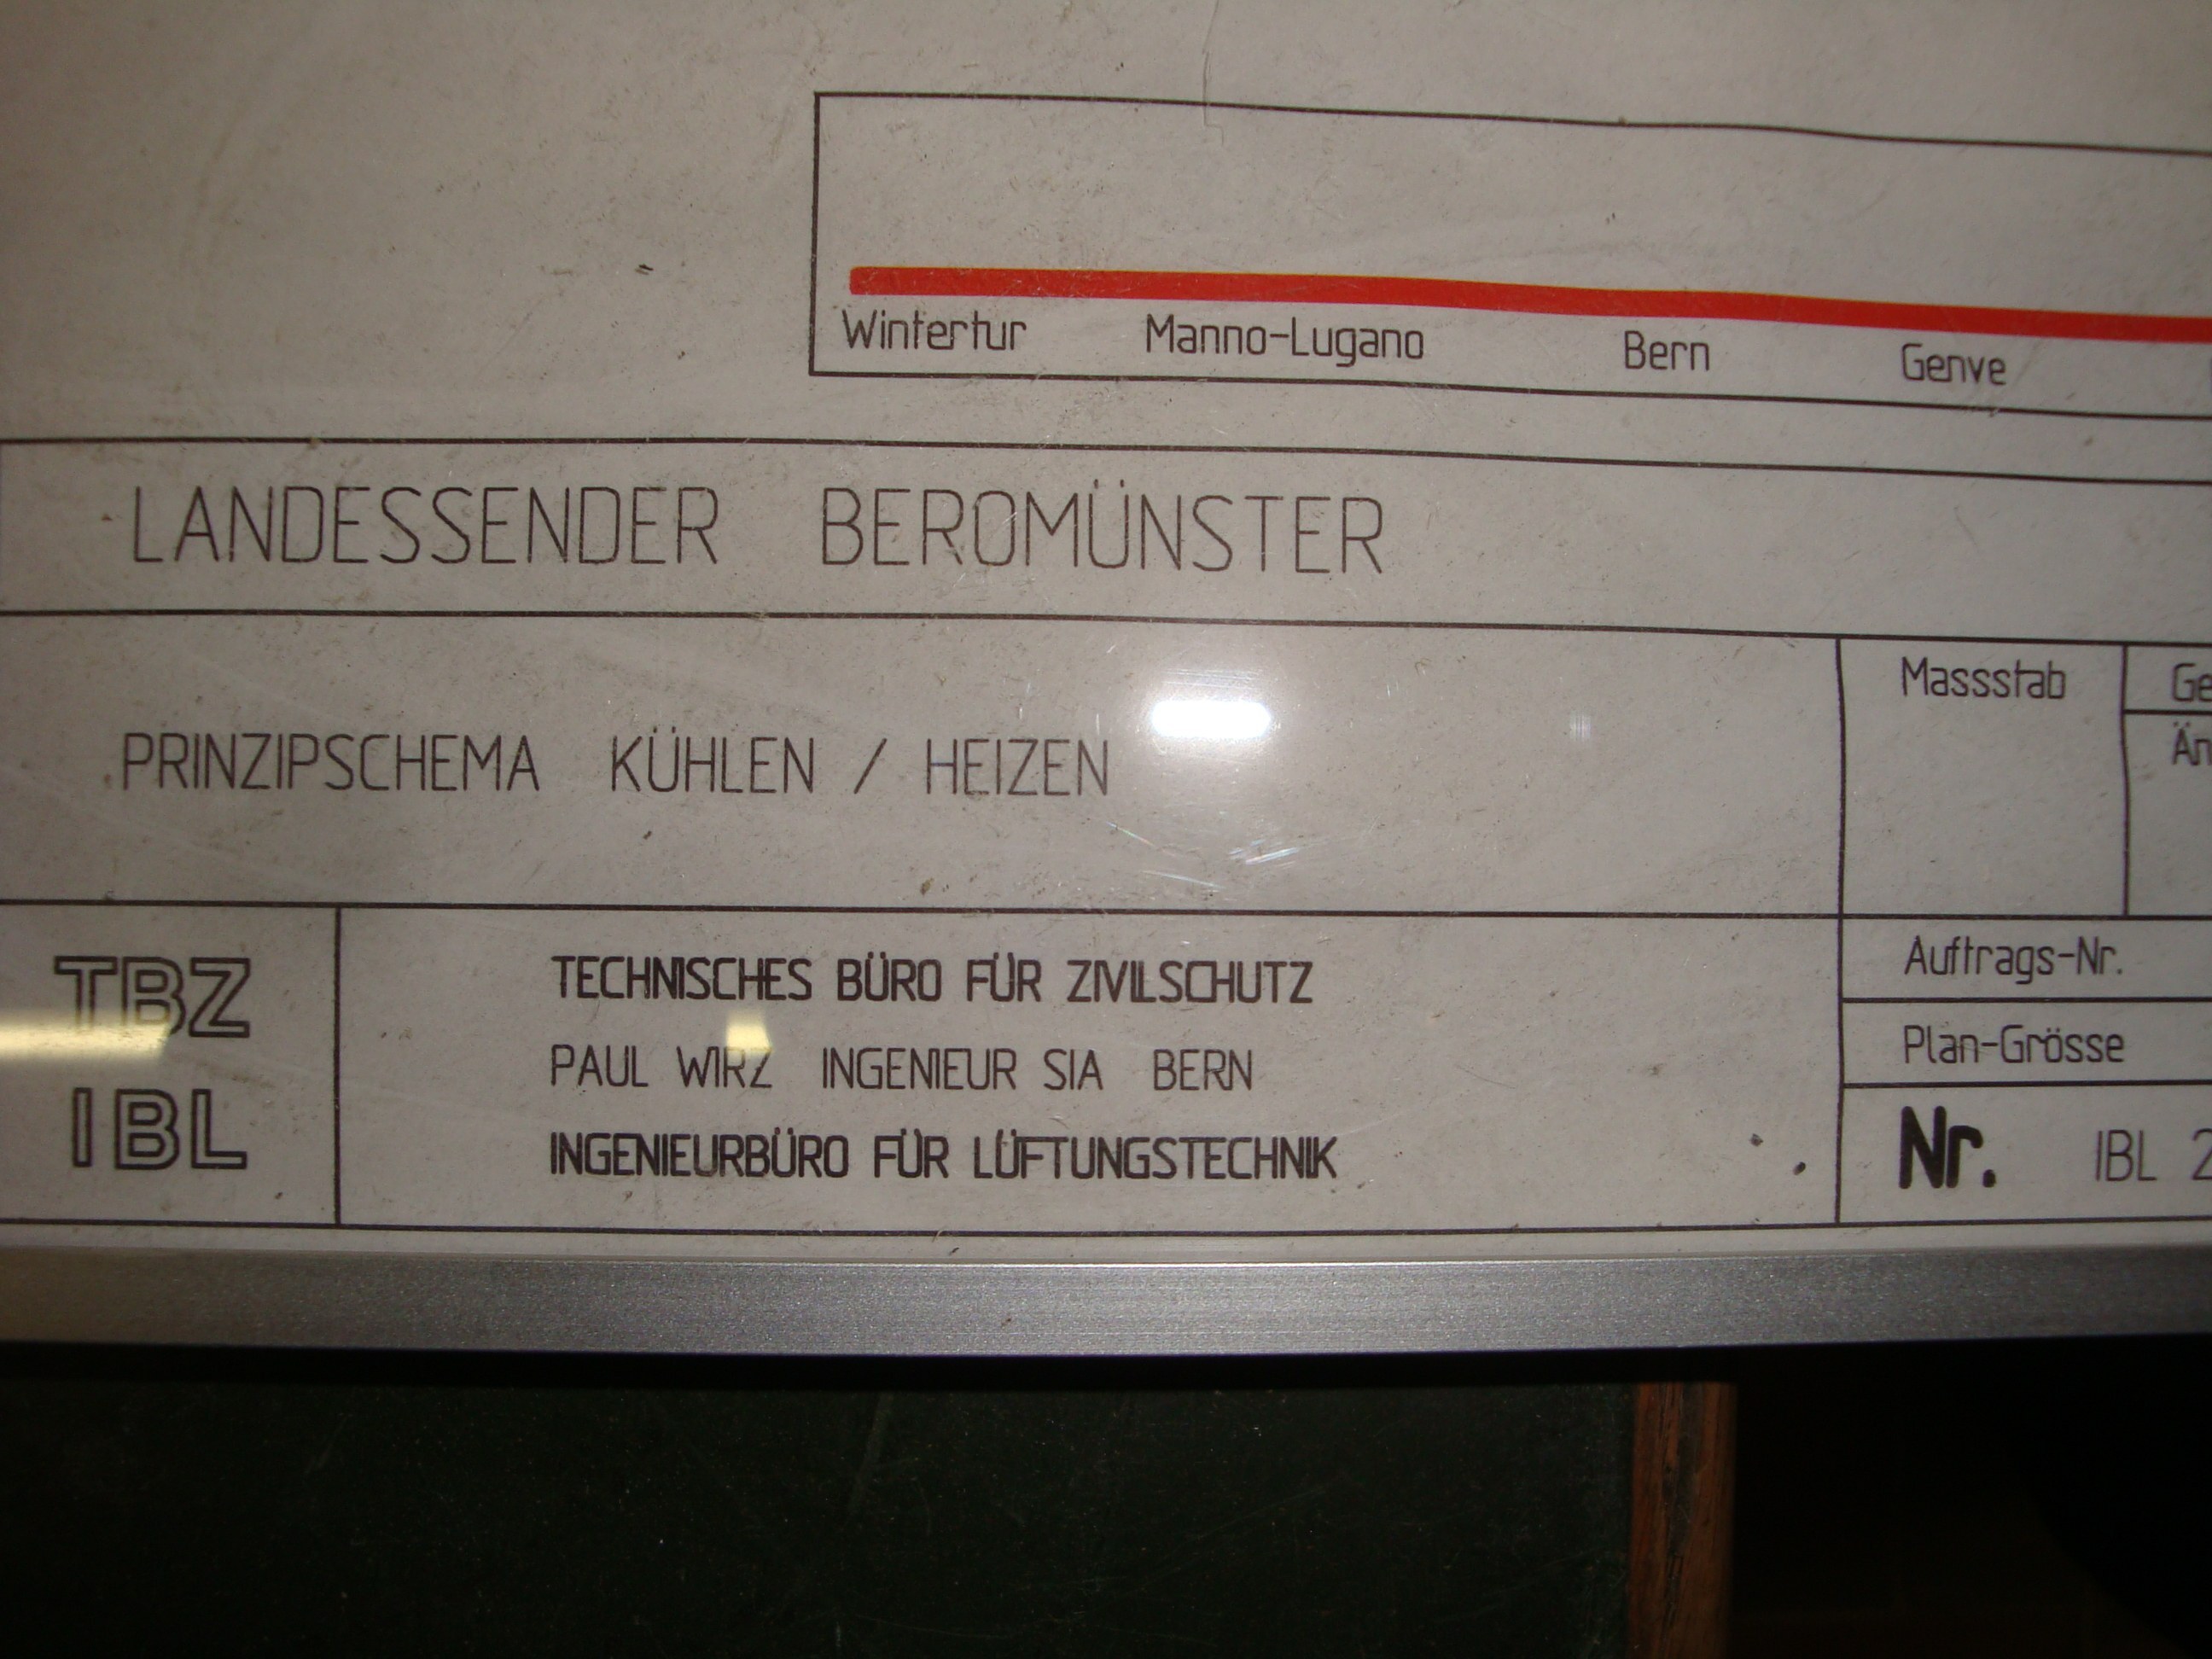 Wintertur Manno-Lugano Bern Genve
LANDESSENDER BEROMÜNSTER
PRINZIPSCHEMA KÜHLEN / HEIZEN
Massstab
TBZ
IBL
TECHNISCHES BÜRO FÜR ZIVILSCHUTZ
PAUL WIRZ INGENIEUR SIA BERN
INGENIEURBÜRO FÜR LÜFTUNGSTECHNIK
Auftrags-Nr.
Plan-Grösse
Nr. IBL 2